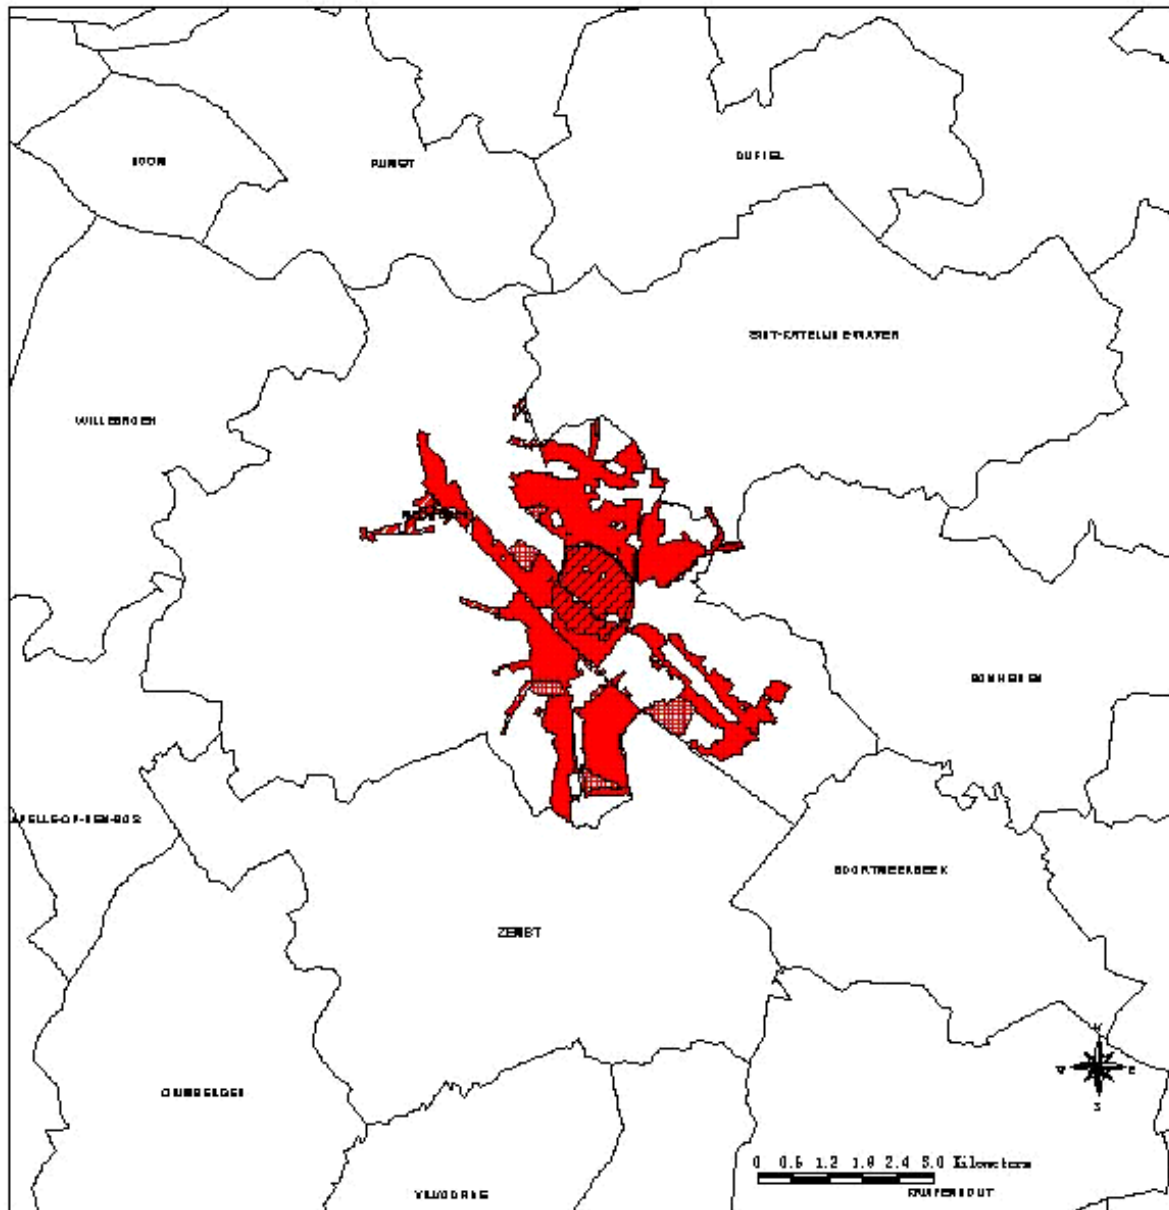 BOOM
RUMST
DUFFEL
SINT-KATELIJNE-WAVER
WILLEBROEK
MECHELEN
BONHEIDEN
APELLE-OP-DEN-BOS
BOORTMEERBEEK
ZEMST
N
W E
S
GRIMBERGEN
0 0.6 1.2 1.8 2.4 3.0 Kilometers
VILVOORDE
KAMPENHOUT